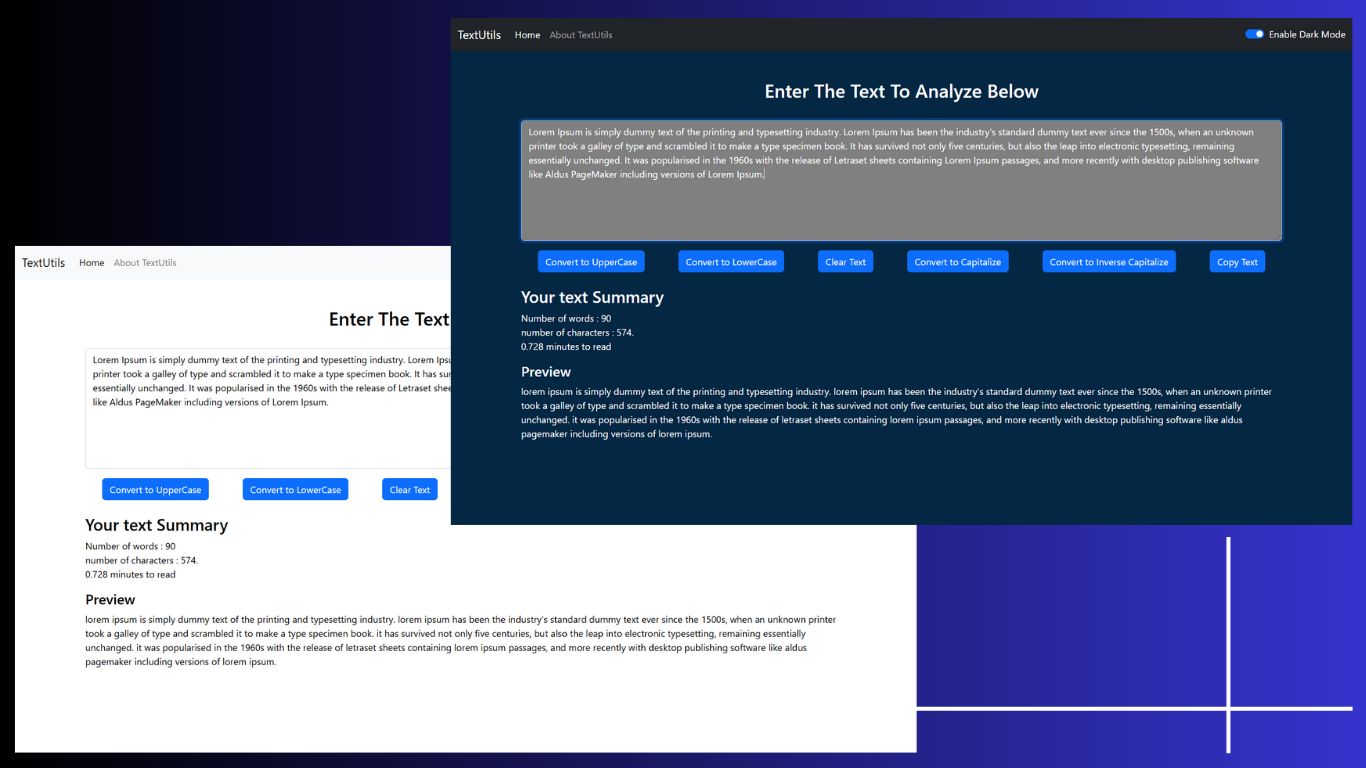 TextUtils Home About TextUtils Enable Dark Mode
Enter The Text To Analyze Below
Lorem Ipsum is simply dummy text of the printing and typesetting industry. Lorem Ipsum has been the industry's standard dummy text ever since the 1500s, when an unknown
printer took a galley of type and scrambled it to make a type specimen book. It has survived not only five centuries, but also the leap into electronic typesetting, remaining
essentially unchanged. It was popularised in the 1960s with the release of Letraset sheets containing Lorem Ipsum passages, and more recently with desktop publishing software
like Aldus PageMaker including versions of Lorem Ipsum.
Convert to UpperCase Convert to LowerCase Clear Text Convert to Capitalize Convert to Inverse Capitalize Copy Text
Your text Summary
Number of words : 90
number of characters : 574.
0.728 minutes to read
Preview
lorem ipsum is simply dummy text of the printing and typesetting industry. lorem ipsum has been the industry's standard dummy text ever since the 1500s, when an unknown printer
took a galley of type and scrambled it to make a type specimen book. it has survived not only five centuries, but also the leap into electronic typesetting, remaining essentially
unchanged. it was popularised in the 1960s with the release of letraset sheets containing lorem ipsum passages, and more recently with desktop publishing software like aldus
pagemaker including versions of lorem ipsum.
TextUtils Home About TextUtils
Enter The Text
Lorem Ipsum is simply dummy text of the printing and typesetting industry. Lorem
printer took a galley of type and scrambled it to make a type specimen book. It has
essentially unchanged. It was popularised in the 1960s with the release of Letraset
like Aldus PageMaker including versions of Lorem Ipsum.
Convert to UpperCase Convert to LowerCase Clear Text
Your text Summary
Number of words : 90
number of characters : 574.
0.728 minutes to read
Preview
lorem ipsum is simply dummy text of the printing and typesetting industry. lorem ipsum has been the industry's standard dummy text ever since the 1500s, when an unknown printer
took a galley of type and scrambled it to make a type specimen book. it has survived not only five centuries, but also the leap into electronic typesetting, remaining essentially
unchanged. it was popularised in the 1960s with the release of letraset sheets containing lorem ipsum passages, and more recently with desktop publishing software like aldus
pagemaker including versions of lorem ipsum.